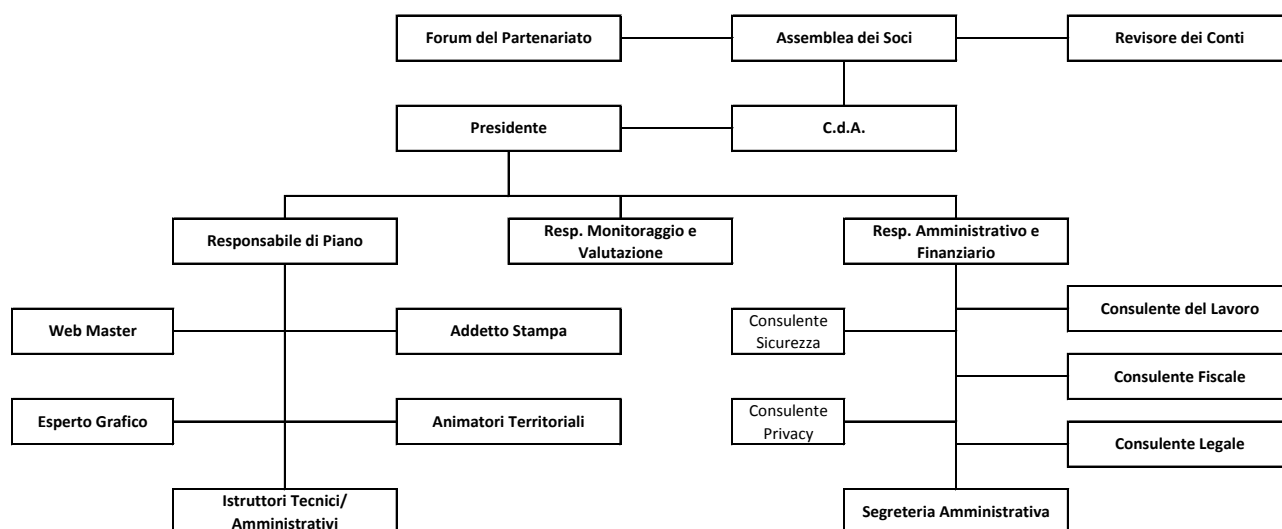 Forum del Partenariato
Assemblea dei Soci
Revisore dei Conti
Presidente
C.d.A.
Responsabile di Piano
Resp. Monitoraggio e
Valutazione
Resp. Amministrativo e
Finanziario
Web Master
Addetto Stampa
Consulente
Sicurezza
Consulente del Lavoro
Consulente Fiscale
Esperto Grafico
Animatori Territoriali
Consulente
Privacy
Consulente Legale
Istruttori Tecnici/
Amministrativi
Segreteria Amministrativa